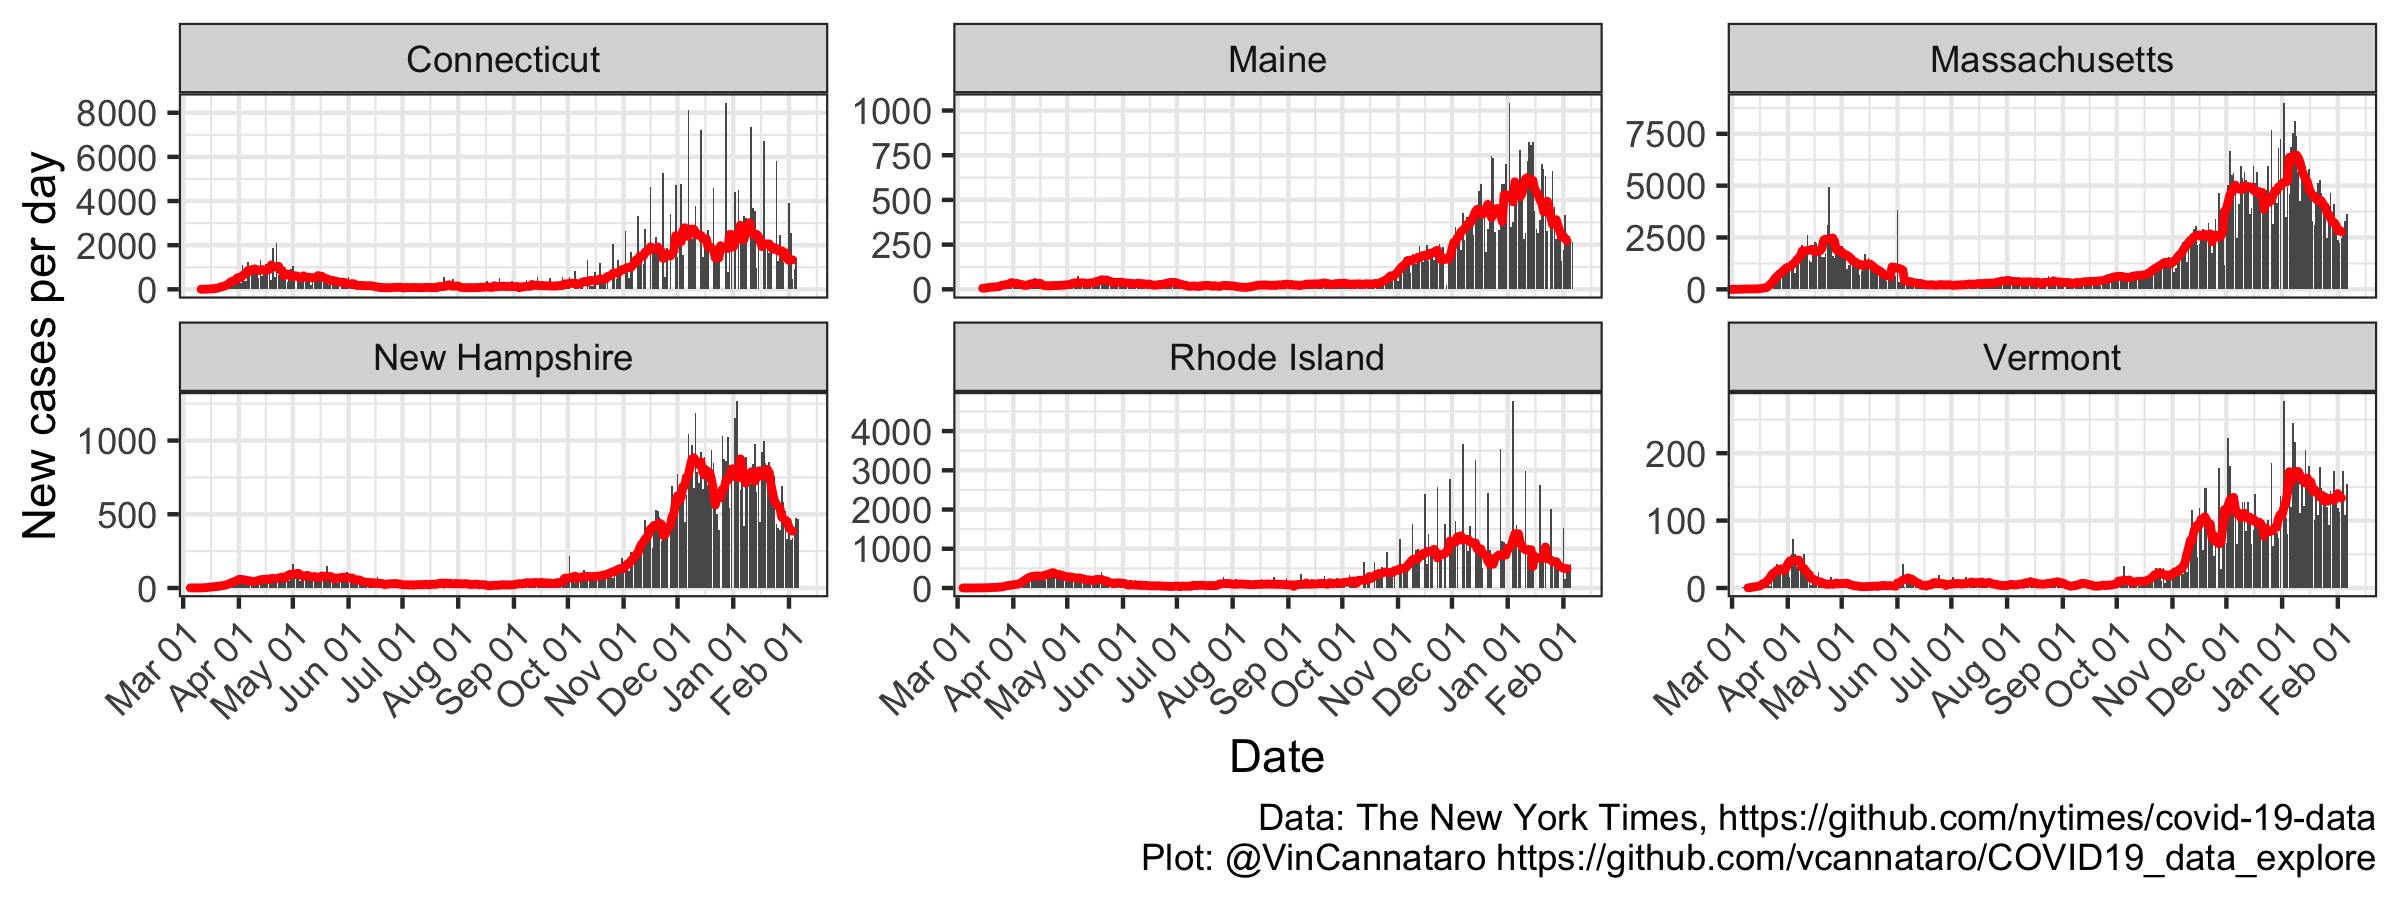 Connecticut
Maine
Massachusetts
New cases per day
8000
6000
4000
2000
0
1000
750
500
250
0
7500
5000
2500
0
New Hampshire
Rhode Island
Vermont
1000
500
0
4000
3000
2000
1000
0
200
100
0
Mar 01 Apr 01 May 01 Jun 01 Jul 01 Aug 01 Sep 01 Oct 01 Nov 01 Dec 01 Jan 01 Feb 01
Mar 01 Apr 01 May 01 Jun 01 Jul 01 Aug 01 Sep 01 Oct 01 Nov 01 Dec 01 Jan 01 Feb 01
Mar 01 Apr 01 May 01 Jun 01 Jul 01 Aug 01 Sep 01 Oct 01 Nov 01 Dec 01 Jan 01 Feb 01
Date
Data: The New York Times, https://github.com/nytimes/covid-19-data
Plot: @VinCannataro https://github.com/vcannataro/COVID19_data_explore